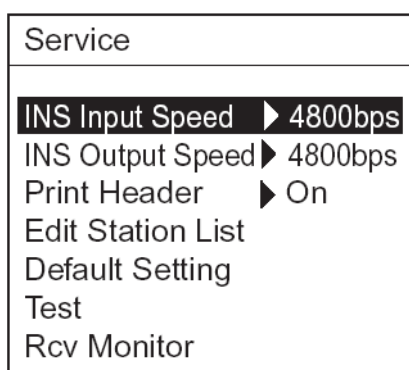 Service
INS Input Speed ▶ 4800bps
INS Output Speed ▶ 4800bps
Print Header ▶ On
Edit Station List
Default Setting
Test
Rcv Monitor